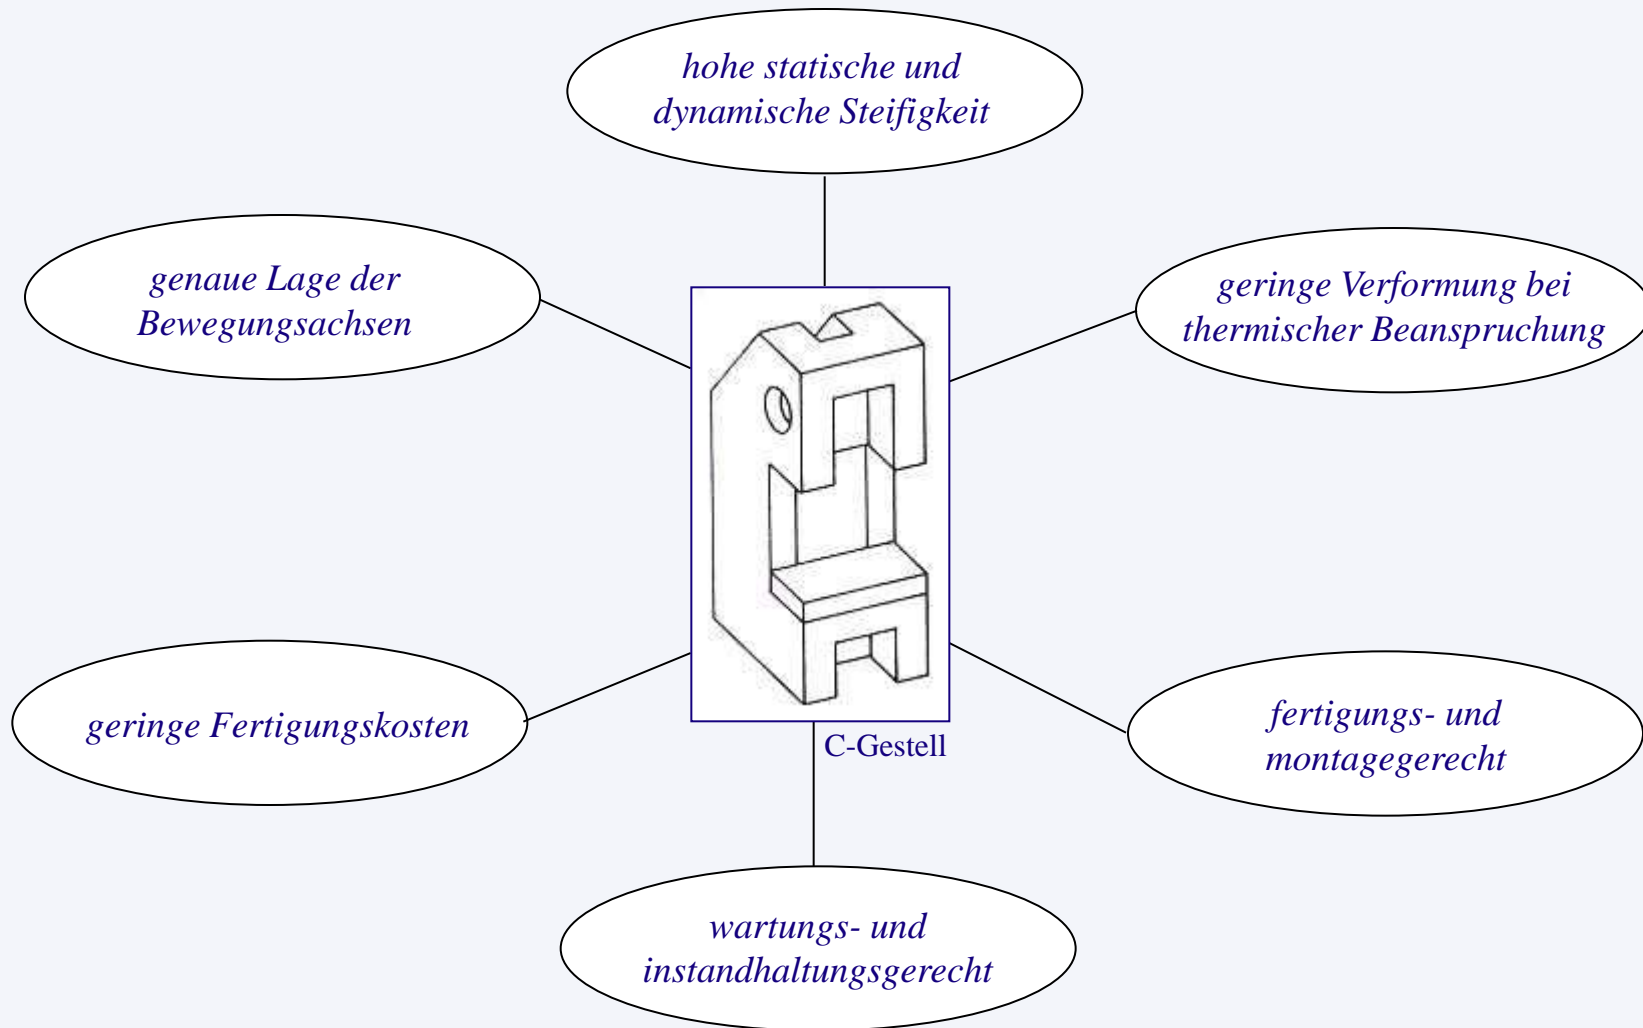 hohe statische und
dynamische Steifigkeit
genaue Lage der
Bewegungsachsen
geringe Verformung bei
thermischer Beanspruchung
geringe Fertigungskosten
C-Gestell
fertigungs- und
montagegerecht
wartungs- und
instandhaltungsgerecht